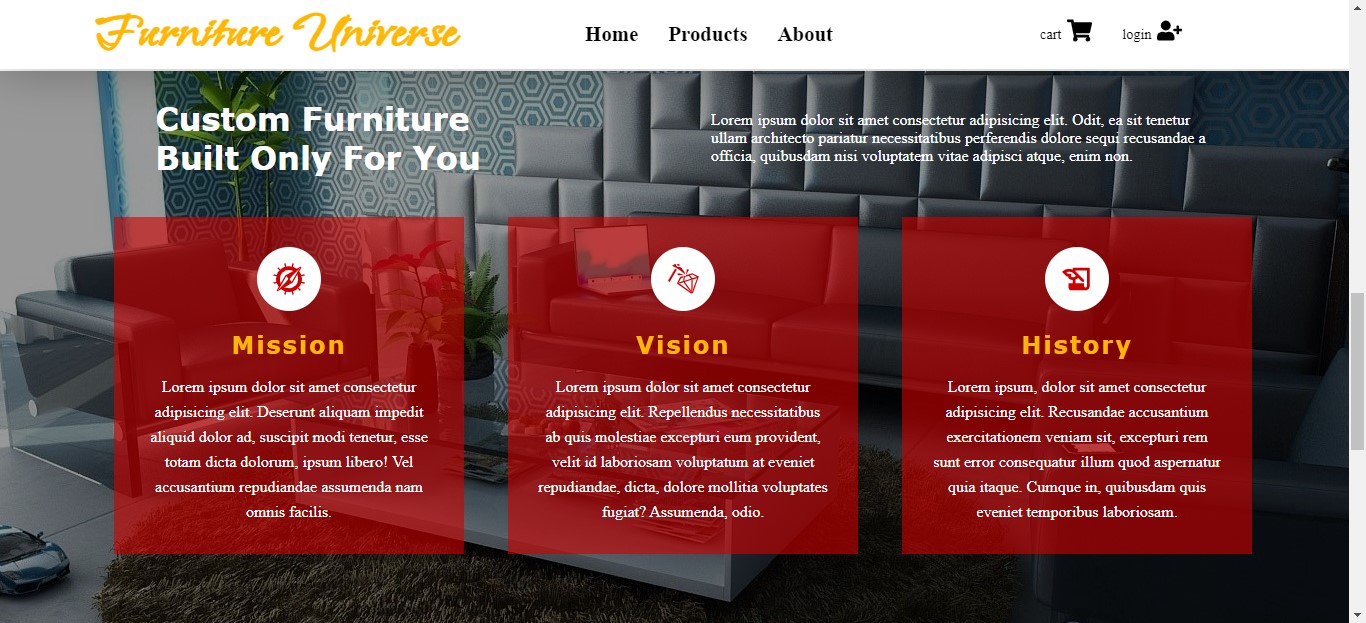 Furniture Universe
Home
Products
About
cart
login
Custom Furniture
Built Only For You
Lorem ipsum dolor sit amet consectetur adipisicing elit. Odit, ea sit tenetur
ullam architecto pariatur necessitatibus perferendis dolore sequi recusandae a
officia, quibusdam nisi voluptatem vitae adipisci atque, enim non.
Mission
Lorem ipsum dolor sit amet consectetur
adipisicing elit. Deserunt aliquam impedit
aliquid dolor ad, suscipit modi tenetur, esse
totam dicta dolorum, ipsum libero! Vel
accusantium repudiandae assumenda nam
omnis facilis.
Vision
Lorem ipsum dolor sit amet consectetur
adipisicing elit. Repellendus necessitatibus
ab quis molestiae excepturi eum provident,
velit id laboriosam voluptatum at eveniet
repudiandae, dicta, dolore mollitia voluptates
fugiat? Assumenda, odio.
History
Lorem ipsum, dolor sit amet consectetur
adipisicing elit. Recusandae accusantium
exercitationem veniam sit, excepturi rem
sunt error consequatur illum quod aspernatur
quia itaque. Cumque in, quibusdam quis
eveniet temporibus laboriosam.